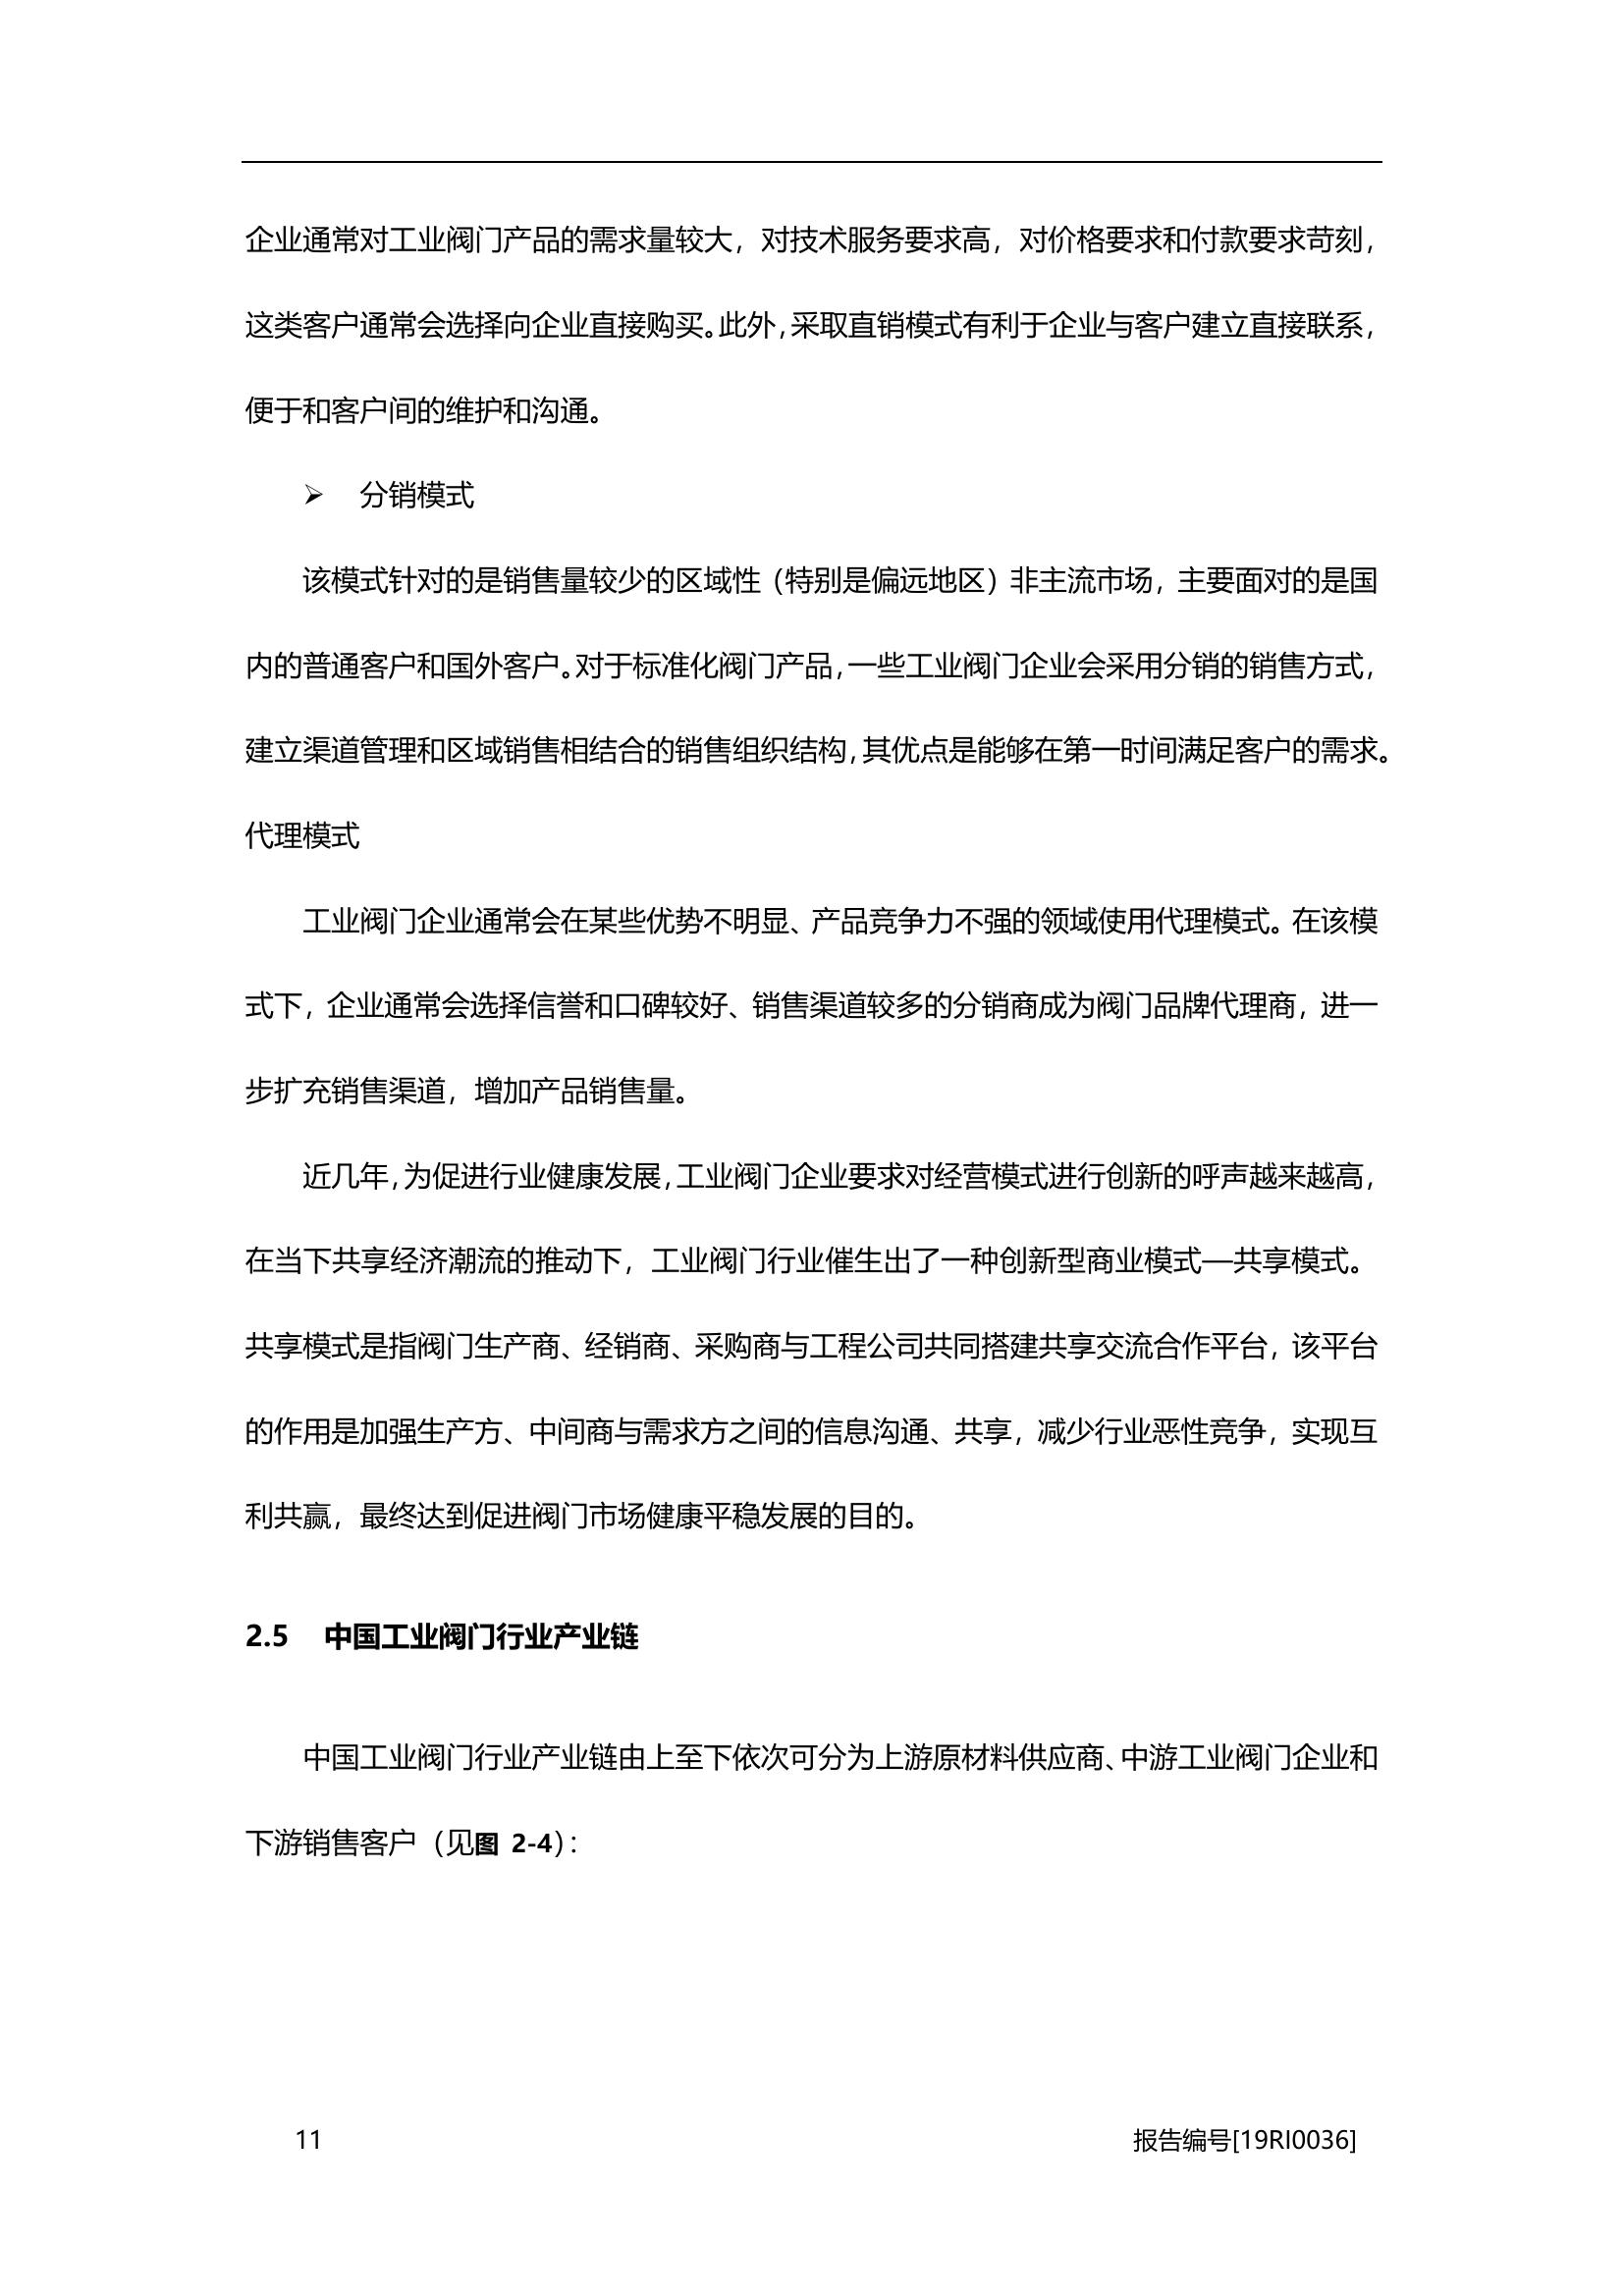 企业通常对工业阀门产品的需求量较大，对技术服务要求高，对价格要求和付款要求苛刻，
这类客户通常会选择向企业直接购买。此外，采取直销模式有利于企业与客户建立直接联系，
便于和客户间的维护和沟通。
➢ 分销模式
该模式针对的是销售量较少的区域性（特别是偏远地区）非主流市场，主要面对的是国
内的普通客户和国外客户。对于标准化阀门产品，一些工业阀门企业会采用分销的销售方式，
建立渠道管理和区域销售相结合的销售组织结构，其优点是能够在第一时间满足客户的需求。
代理模式
工业阀门企业通常会在某些优势不明显、产品竞争力不强的领域使用代理模式。在该模
式下，企业通常会选择信誉和口碑较好、销售渠道较多的分销商成为阀门品牌代理商，进一
步扩充销售渠道，增加产品销售量。
近几年，为促进行业健康发展，工业阀门企业要求对经营模式进行创新的呼声越来越高，
在当下共享经济潮流的推动下，工业阀门行业催生出了一种创新型商业模式—共享模式。
共享模式是指阀门生产商、经销商、采购商与工程公司共同搭建共享交流合作平台，该平台
的作用是加强生产方、中间商与需求方之间的信息沟通、共享，减少行业恶性竞争，实现互
利共赢，最终达到促进阀门市场健康平稳发展的目的。
2.5 中国工业阀门行业产业链
中国工业阀门行业产业链由上至下依次可分为上游原材料供应商、中游工业阀门企业和
下游销售客户（见图 2-4）：
11 报告编号[19RI0036]